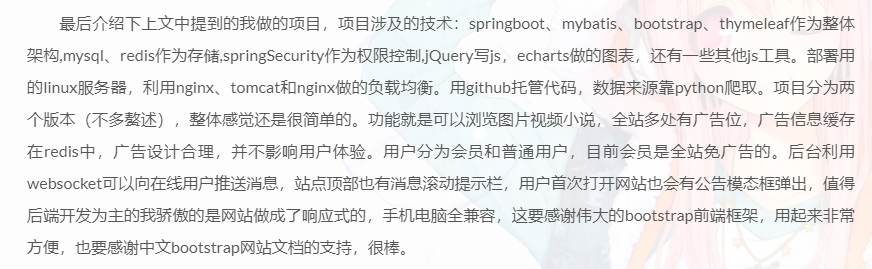 最后介绍下上文中提到的我做的项目，项目涉及的技术：springboot、mybatis、bootstrap、thymeleaf作为整体
架构,mysql、redis作为存储,springSecurity作为权限控制,jQuery写js，echarts做的图表，还有一些其他js工具。部署用
的linux服务器，利用nginx、tomcat和nginx做的负载均衡。用github托管代码，数据来源靠python爬取。项目分为两
个版本（不多赘述），整体感觉还是很简单的。功能就是可以浏览图片视频小说，全站多处有广告位，广告信息缓存
在redis中，广告设计合理，并不影响用户体验。用户分为会员和普通用户，目前会员是全站免广告的。后台利用
websocket可以向在线用户推送消息，站点顶部也有消息滚动提示栏，用户首次打开网站也会有公告模态框弹出，值得
后端开发为主的我骄傲的是网站做成了响应式的，手机电脑全兼容，这要感谢伟大的bootstrap前端框架，用起来非常
方便，也要感谢中文bootstrap网站文档的支持，很棒。